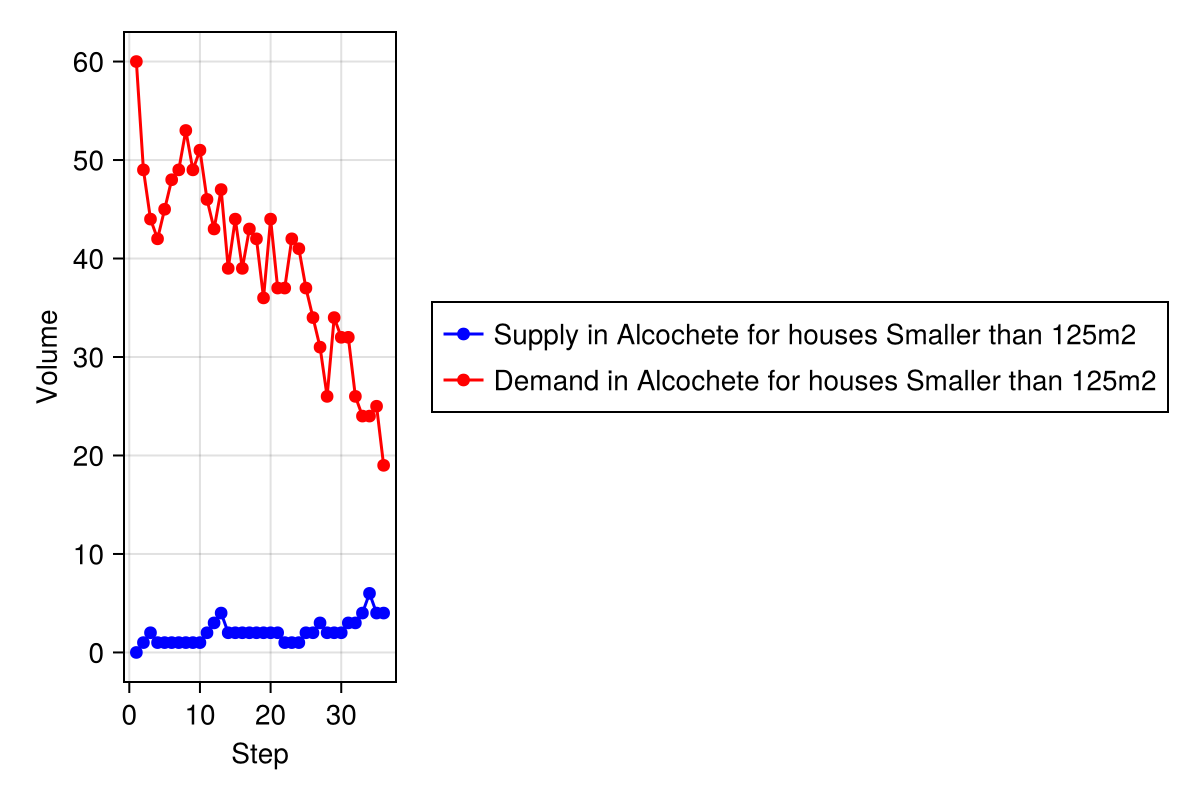 60
50
40
30
20
10
0
Volume
0 10 20 30
Step
Supply in Alcochete for houses Smaller than 125m2
Demand in Alcochete for houses Smaller than 125m2